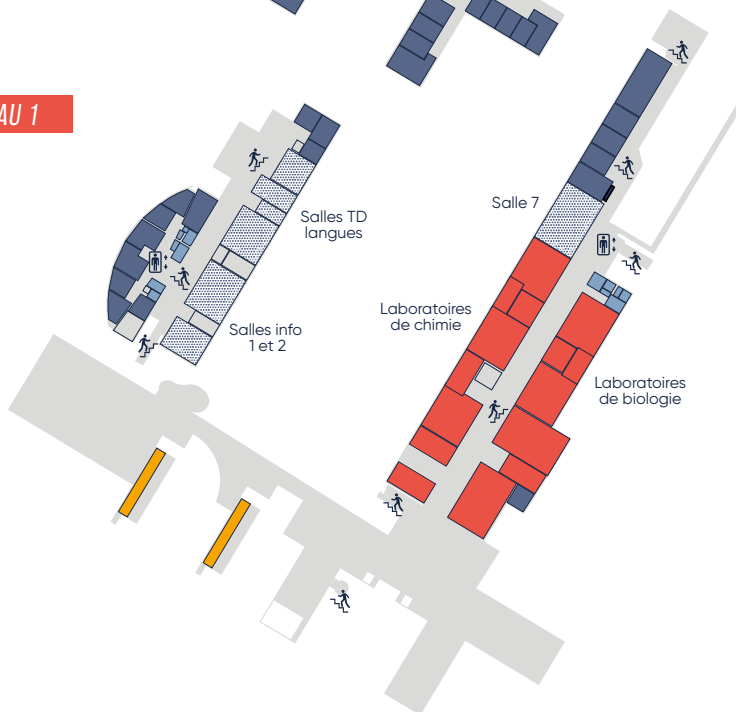 AU 1
Salle 7
Salles TD
langues
Laboratoires
de chimie
Salles info
1 et 2
Laboratoires
de biologie